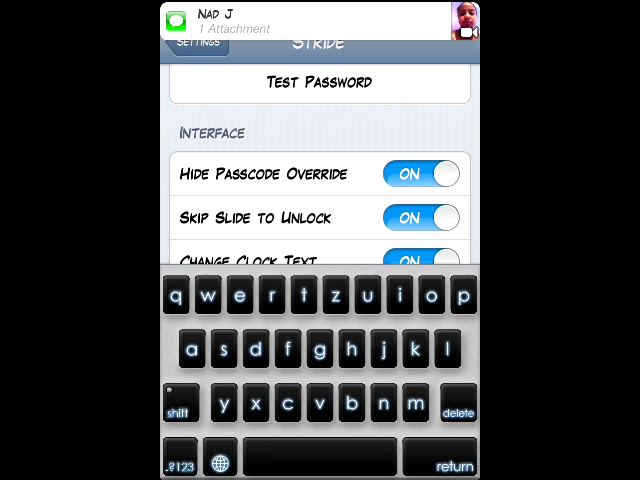 Nad J
1 Attachment
Settings
Stride
Test Password
Interface
Hide Passcode Override ON
Skip Slide to Unlock ON
Change Clock Text ON
q w e r t z u i o p
a s d f g h j k l
shift y x c v b n m delete
.?123 return